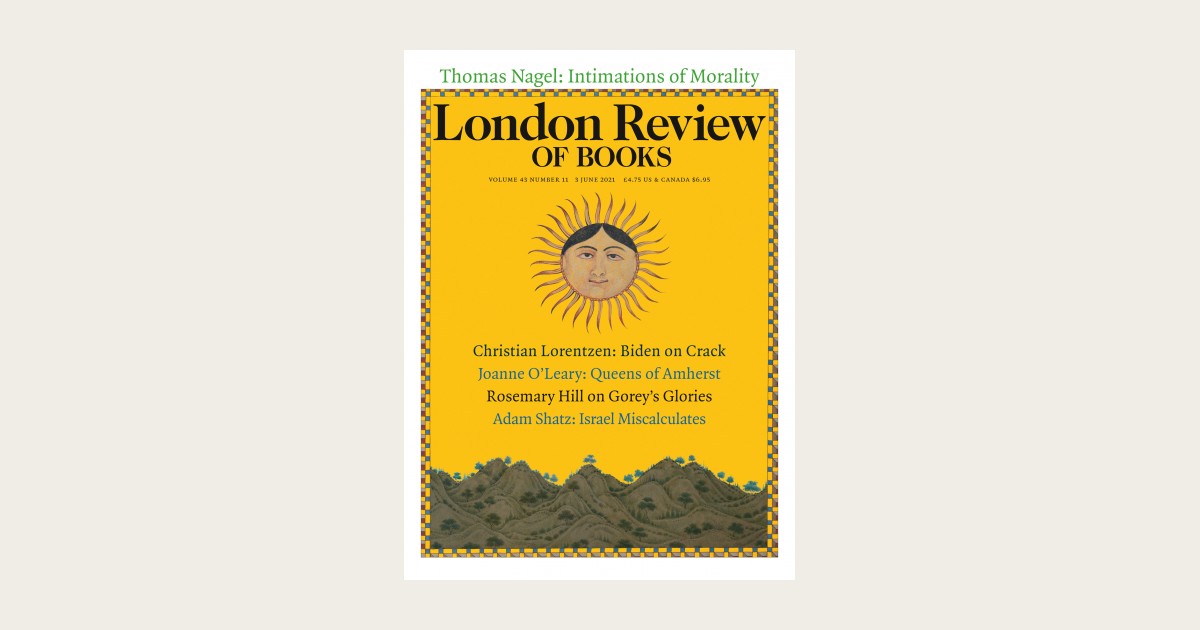 Thomas Nagel: Intimations of Morality
London Review
OF BOOKS
VOLUME 43 NUMBER 11 3 JUNE 2021 £4.75 US & CANADA $6.95
Christian Lorentzen: Biden on Crack
Joanne O’Leary: Queens of Amherst
Rosemary Hill on Gorey’s Glories
Adam Shatz: Israel Miscalculates